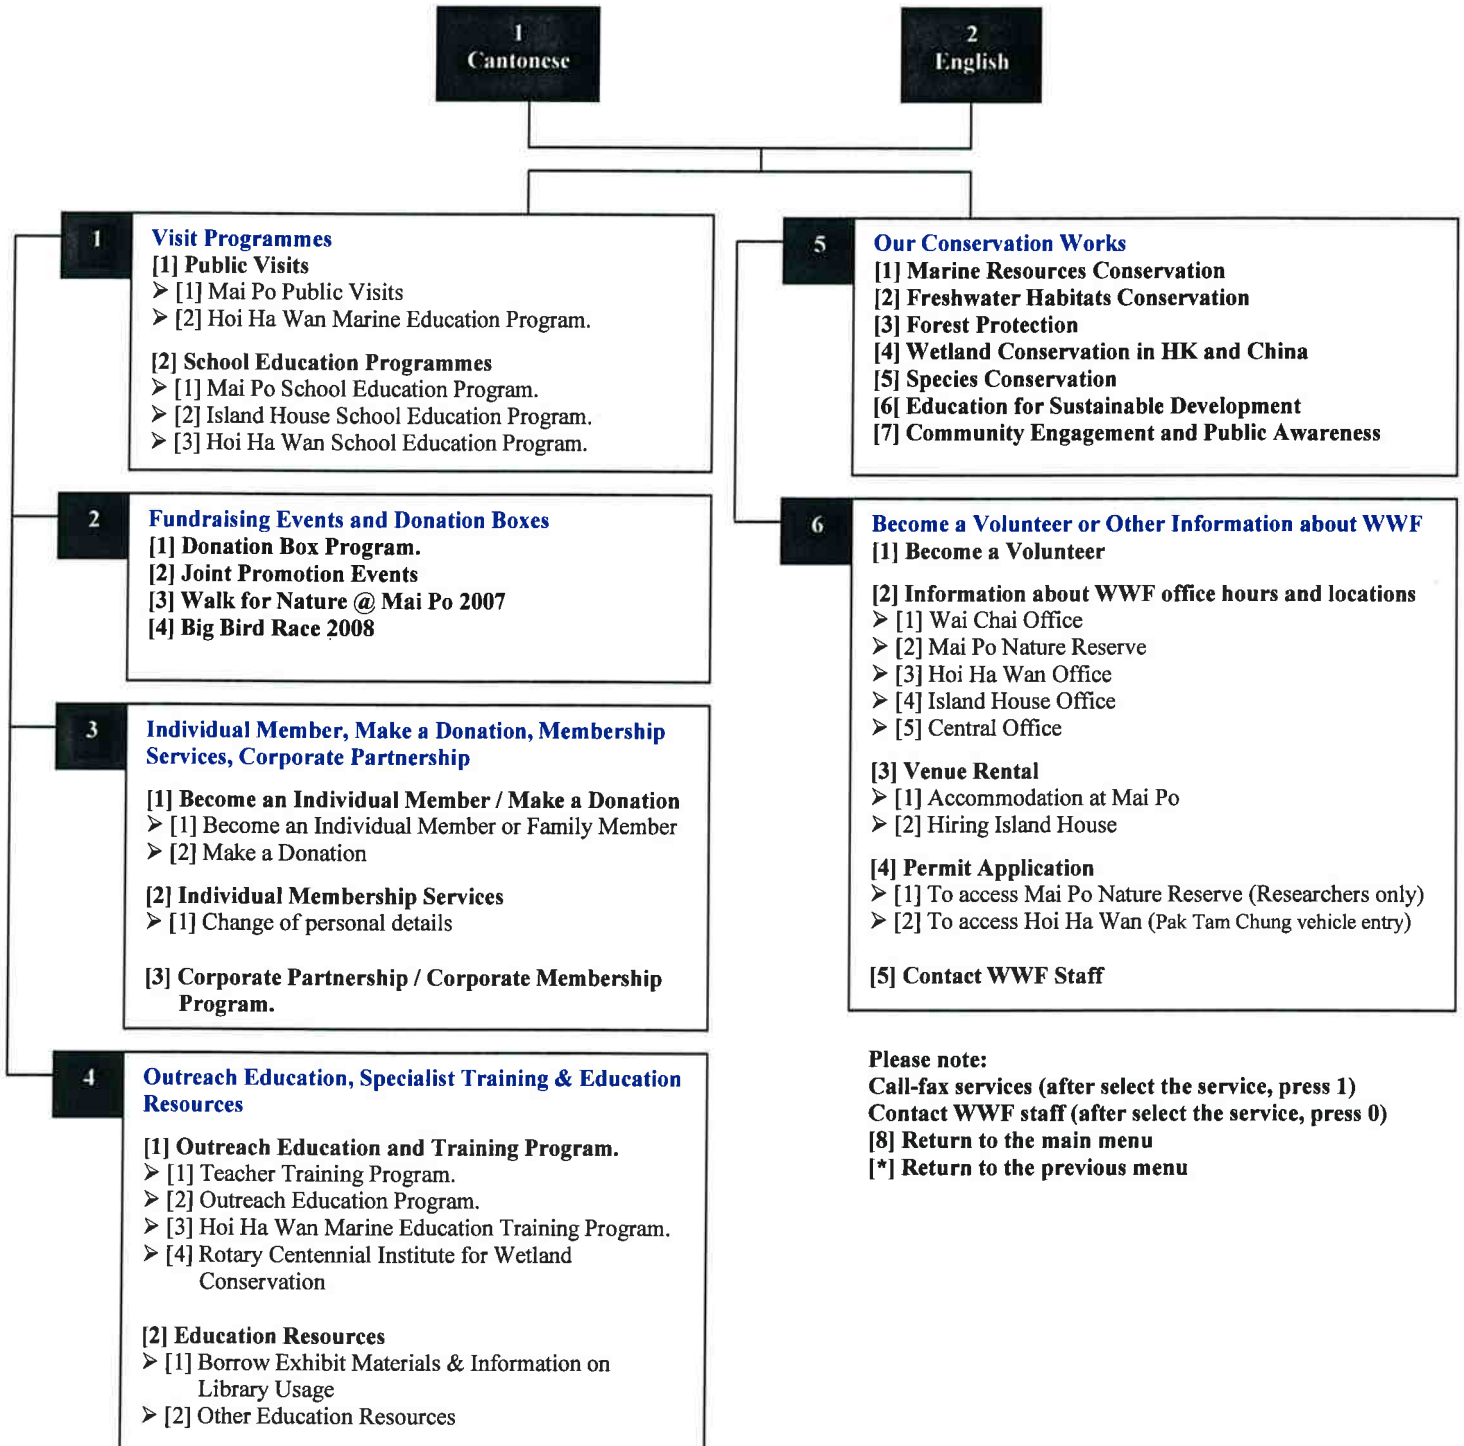 1
Cantonese
2
English
1
Visit Programmes
[1] Public Visits
➢ [1] Mai Po Public Visits
➢ [2] Hoi Ha Wan Marine Education Program.
[2] School Education Programmes
➢ [1] Mai Po School Education Program.
➢ [2] Island House School Education Program.
➢ [3] Hoi Ha Wan School Education Program.
2
Fundraising Events and Donation Boxes
[1] Donation Box Program.
[2] Joint Promotion Events
[3] Walk for Nature @ Mai Po 2007
[4] Big Bird Race 2008
3
Individual Member, Make a Donation, Membership
Services, Corporate Partnership
[1] Become an Individual Member / Make a Donation
➢ [1] Become an Individual Member or Family Member
➢ [2] Make a Donation
[2] Individual Membership Services
➢ [1] Change of personal details
[3] Corporate Partnership / Corporate Membership
Program.
4
Outreach Education, Specialist Training & Education
Resources
[1] Outreach Education and Training Program.
➢ [1] Teacher Training Program.
➢ [2] Outreach Education Program.
➢ [3] Hoi Ha Wan Marine Education Training Program.
➢ [4] Rotary Centennial Institute for Wetland
Conservation
[2] Education Resources
➢ [1] Borrow Exhibit Materials & Information on
Library Usage
➢ [2] Other Education Resources
5
Our Conservation Works
[1] Marine Resources Conservation
[2] Freshwater Habitats Conservation
[3] Forest Protection
[4] Wetland Conservation in HK and China
[5] Species Conservation
[6[ Education for Sustainable Development
[7] Community Engagement and Public Awareness
6
Become a Volunteer or Other Information about WWF
[1] Become a Volunteer
[2] Information about WWF office hours and locations
➢ [1] Wai Chai Office
➢ [2] Mai Po Nature Reserve
➢ [3] Hoi Ha Wan Office
➢ [4] Island House Office
➢ [5] Central Office
[3] Venue Rental
➢ [1] Accommodation at Mai Po
➢ [2] Hiring Island House
[4] Permit Application
➢ [1] To access Mai Po Nature Reserve (Researchers only)
➢ [2] To access Hoi Ha Wan (Pak Tam Chung vehicle entry)
[5] Contact WWF Staff
Please note:
Call-fax services (after select the service, press 1)
Contact WWF staff (after select the service, press 0)
[8] Return to the main menu
[*] Return to the previous menu